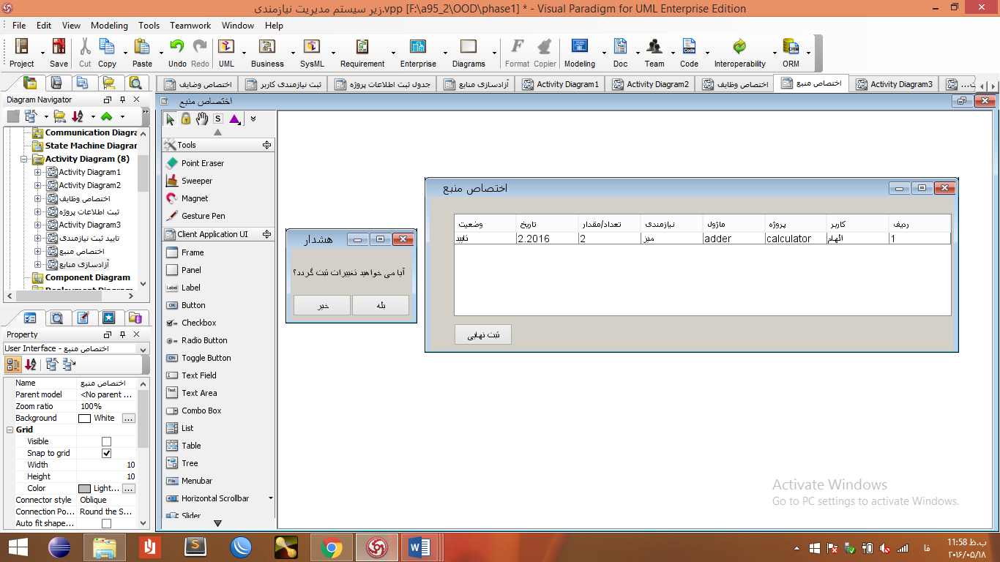 زیر سیستم مدیریت نیازمندی.vpp [F:\a95_2\OOD\phase1] * - Visual Paradigm for UML Enterprise Edition
File Edit View Modeling Tools Teamwork Window Help
Project Save Cut Copy Paste Undo Redo UML Business SysML Requirement Enterprise Diagrams Format Copier Modeling Doc Team Code Interoperability ORM
اختصاص وضایف ثبت نیازمندی کاربر جدول ثبت اطلاعات پروژه آزادسازی منابع Activity Diagram1 Activity Diagram2 اختصاص وظایف اختصاص منبع Activity Diagram3 ...ت
Diagram Navigator
Communication Diagra
State Machine Diagrar
Activity Diagram (8)
Activity Diagram1
Activity Diagram2
اختصاص وظایف
ثبت اطلاعات پروژه
Activity Diagram3
تایید ثبت نیازمندی
اختصاص منبع
آزادسازی منابع
Component Diagram
Property
User Interface - اختصاص منبع
Name اختصاص منبع
Parent model <No parent ...
Zoom ratio 100%
Background White ...
Grid
Visible
Snap to grid
Width 10
Height 10
Color Light... ...
Connector style Oblique
Connection Po... Round the S...
Auto fit shape...
اختصاص منبع
S
Tools
Point Eraser
Sweeper
Magnet
Gesture Pen
Client Application UI
Frame
Panel
Label Label
OK Button
Checkbox
Radio Button
ON Toggle Button
Text Field
Text Text Area
Combo Box
List
Table
Tree
File Menubar
Horizontal Scrollbar
Slider
هشدار
آیا می خواهید تغییرات ثبت گردد؟
بله خیر
اختصاص منبع
ردیف کاربر پروژه ماژول نیازمندی تعداد/مقدار تاریخ وضعیت
1 الهام calculator adder میز 2 2.2016 تایید
ثبت نهایی
Activate Windows
Go to PC settings to activate Windows.
فا
11:58 ب.ظ
۲۰۱۶/۰۵/۱۸